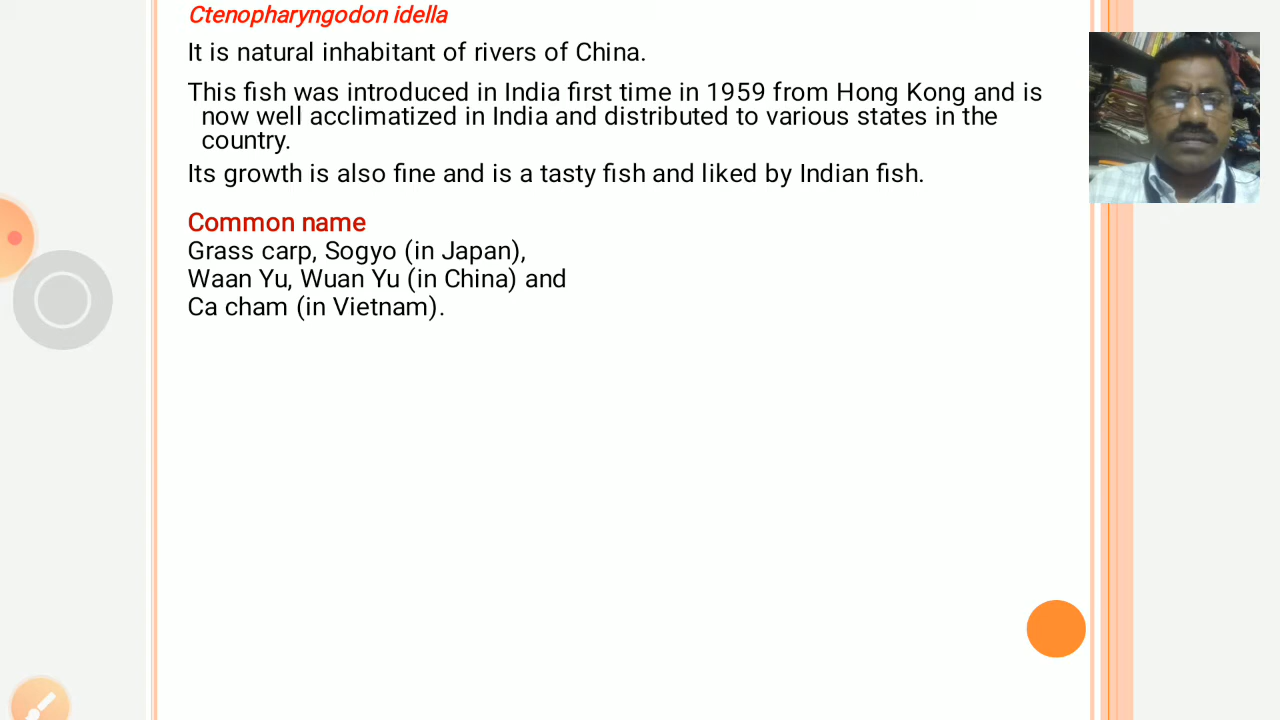 Ctenopharyngodon idella
It is natural inhabitant of rivers of China.
This fish was introduced in India first time in 1959 from Hong Kong and is
now well acclimatized in India and distributed to various states in the
country.
Its growth is also fine and is a tasty fish and liked by Indian fish.
Common name
Grass carp, Sogyo (in Japan),
Waan Yu, Wuan Yu (in China) and
Ca cham (in Vietnam).